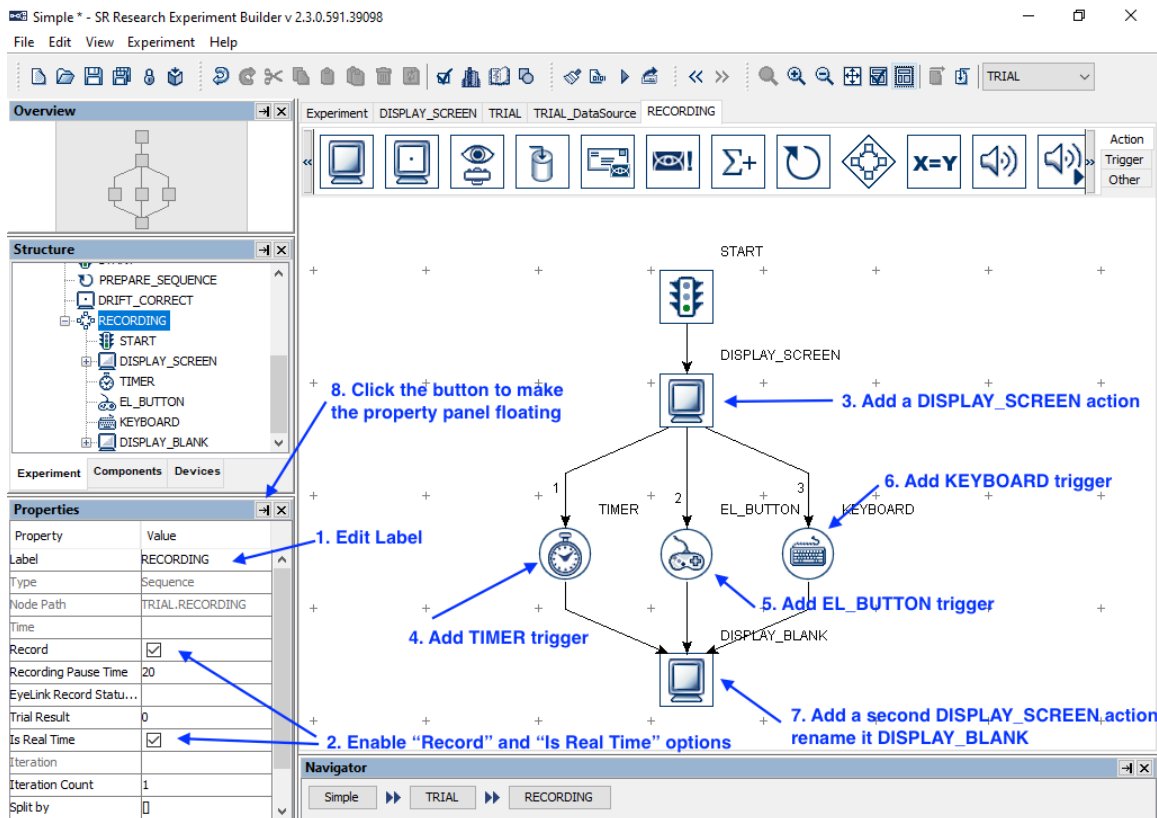 Simple * - SR Research Experiment Builder v 2.3.0.591.39098
File Edit View Experiment Help
TRIAL
Overview
Experiment DISPLAY_SCREEN TRIAL TRIAL_DataSource RECORDING
Σ+
X=Y
Action
Trigger
Other
Structure
PREPARE_SEQUENCE
DRIFT_CORRECT
RECORDING
START
DISPLAY_SCREEN
TIMER
EL_BUTTON
KEYBOARD
DISPLAY_BLANK
Experiment Components Devices
START
DISPLAY_SCREEN
8. Click the button to make
the property panel floating
3. Add a DISPLAY_SCREEN action
6. Add KEYBOARD trigger
1 2 3
TIMER EL_BUTTON KEYBOARD
5. Add EL_BUTTON trigger
4. Add TIMER trigger
DISPLAY_BLANK
7. Add a second DISPLAY_SCREEN action
rename it DISPLAY_BLANK
Properties
Property Value
Label RECORDING
1. Edit Label
Type Sequence
Node Path TRIAL.RECORDING
Time
Record
Recording Pause Time 20
EyeLink Record Statu...
Trial Result 0
Is Real Time
2. Enable “Record” and “Is Real Time” options
Iteration
Iteration Count 1
Split by []
Navigator
Simple TRIAL RECORDING